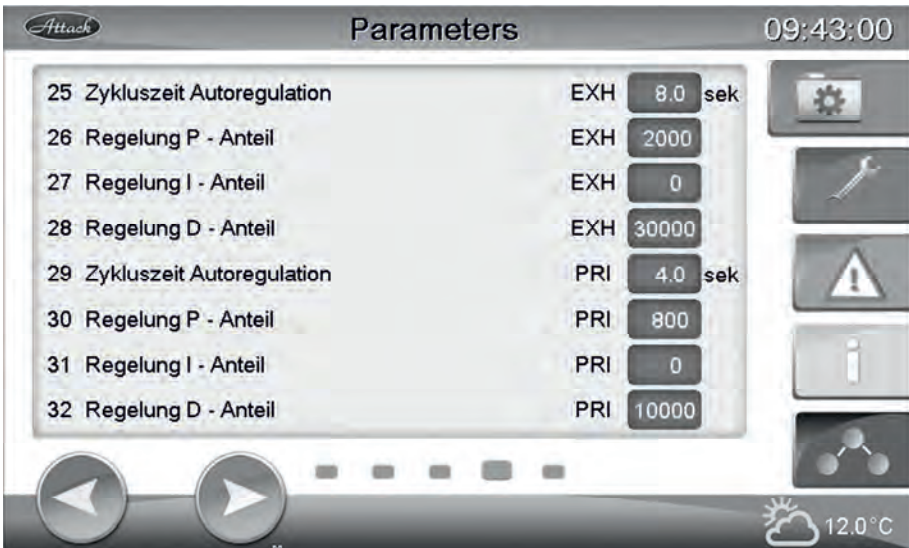 Attack Parameters 09:43:00
25 Zykluszeit Autoregulation EXH 8.0 sek
26 Regelung P - Anteil EXH 2000
27 Regelung I - Anteil EXH 0
28 Regelung D - Anteil EXH 30000
29 Zykluszeit Autoregulation PRI 4.0 sek
30 Regelung P - Anteil PRI 800
31 Regelung I - Anteil PRI 0
32 Regelung D - Anteil PRI 10000
12.0°C